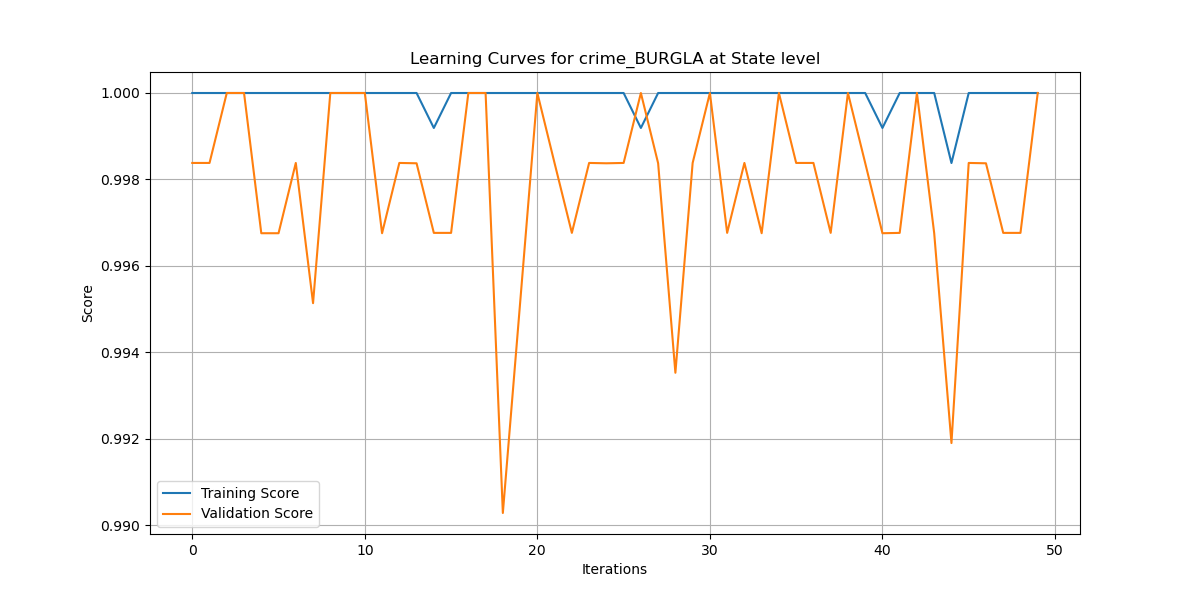 Learning Curves for crime_BURGLA at State level
1.000
0.998
0.996
0.994
0.992
0.990
Score
Training Score
Validation Score
0 10 20 30 40 50
Iterations